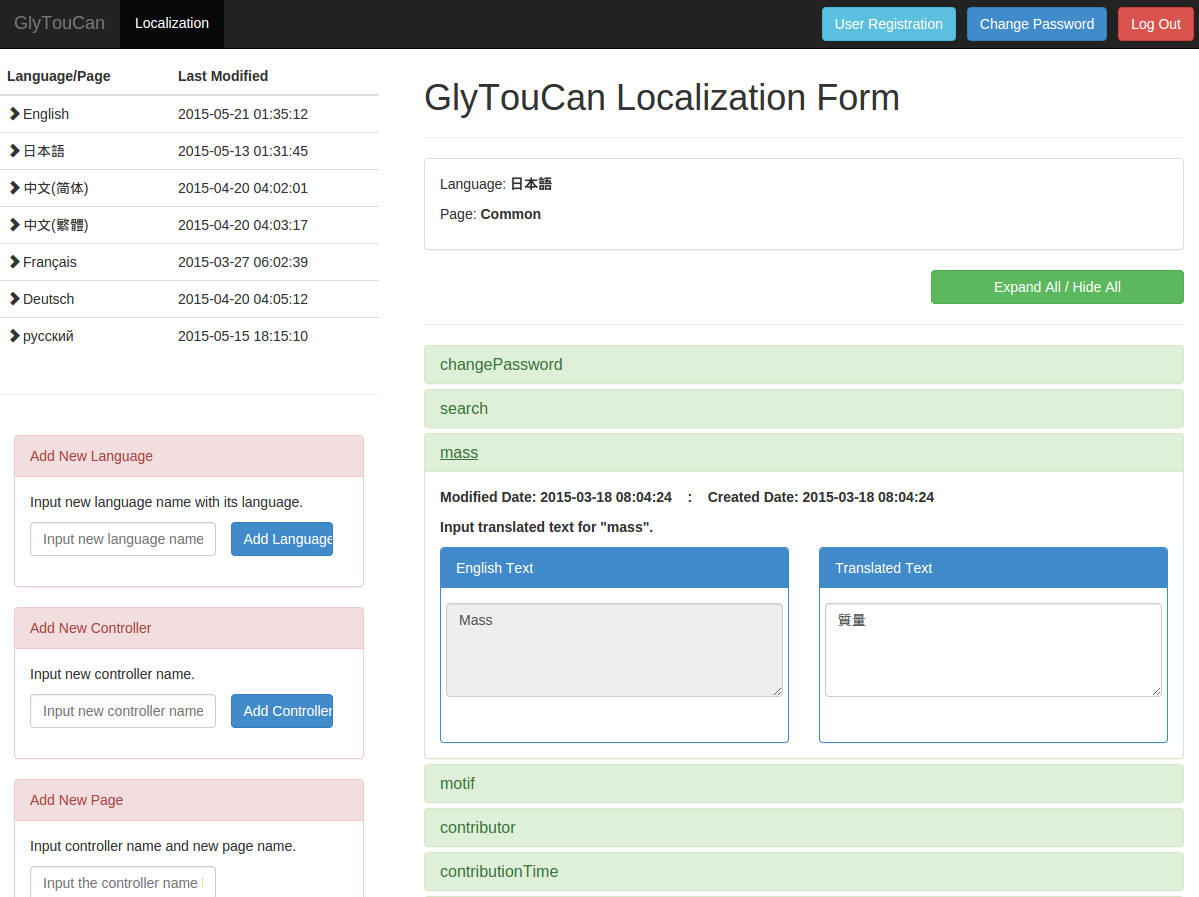 GlyTouCan Localization User Registration Change Password Log Out
Language/Page Last Modified
English 2015-05-21 01:35:12
日本語 2015-05-13 01:31:45
中文(简体) 2015-04-20 04:02:01
中文(繁體) 2015-04-20 04:03:17
Français 2015-03-27 06:02:39
Deutsch 2015-04-20 04:05:12
русский 2015-05-15 18:15:10
Add New Language
Input new language name with its language.
Input new language name Add Language
Add New Controller
Input new controller name.
Input new controller name Add Controller
Add New Page
Input controller name and new page name.
Input the controller name
GlyTouCan Localization Form
Language: 日本語
Page: Common
Expand All / Hide All
changePassword
search
mass
Modified Date: 2015-03-18 08:04:24 : Created Date: 2015-03-18 08:04:24
Input translated text for "mass".
English Text Translated Text
Mass 質量
motif
contributor
contributionTime